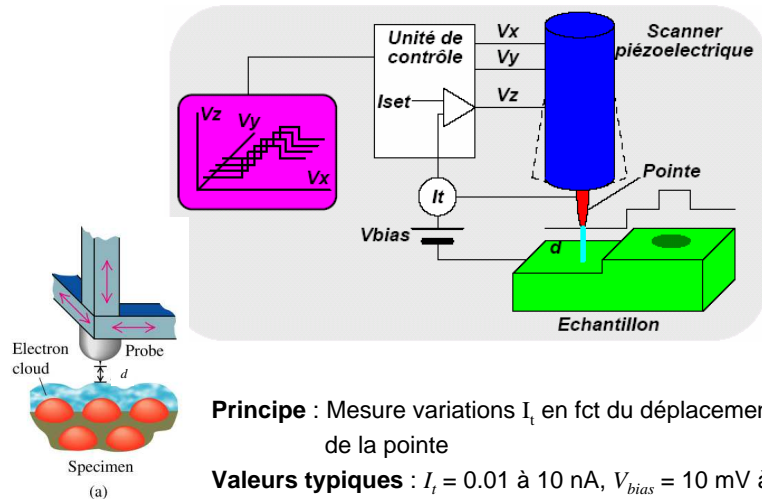 Unité de
contrôle
Vx
Vy
Vz
Iset
Scanner
piézoelectrique
Vz
Vy
Vx
It
Vbias
Pointe
d
Echantillon
Electron
cloud
Probe
d
Specimen
(a)
Principe : Mesure variations It en fct du déplacemen
de la pointe
Valeurs typiques : It = 0.01 à 10 nA, Vbias = 10 mV à